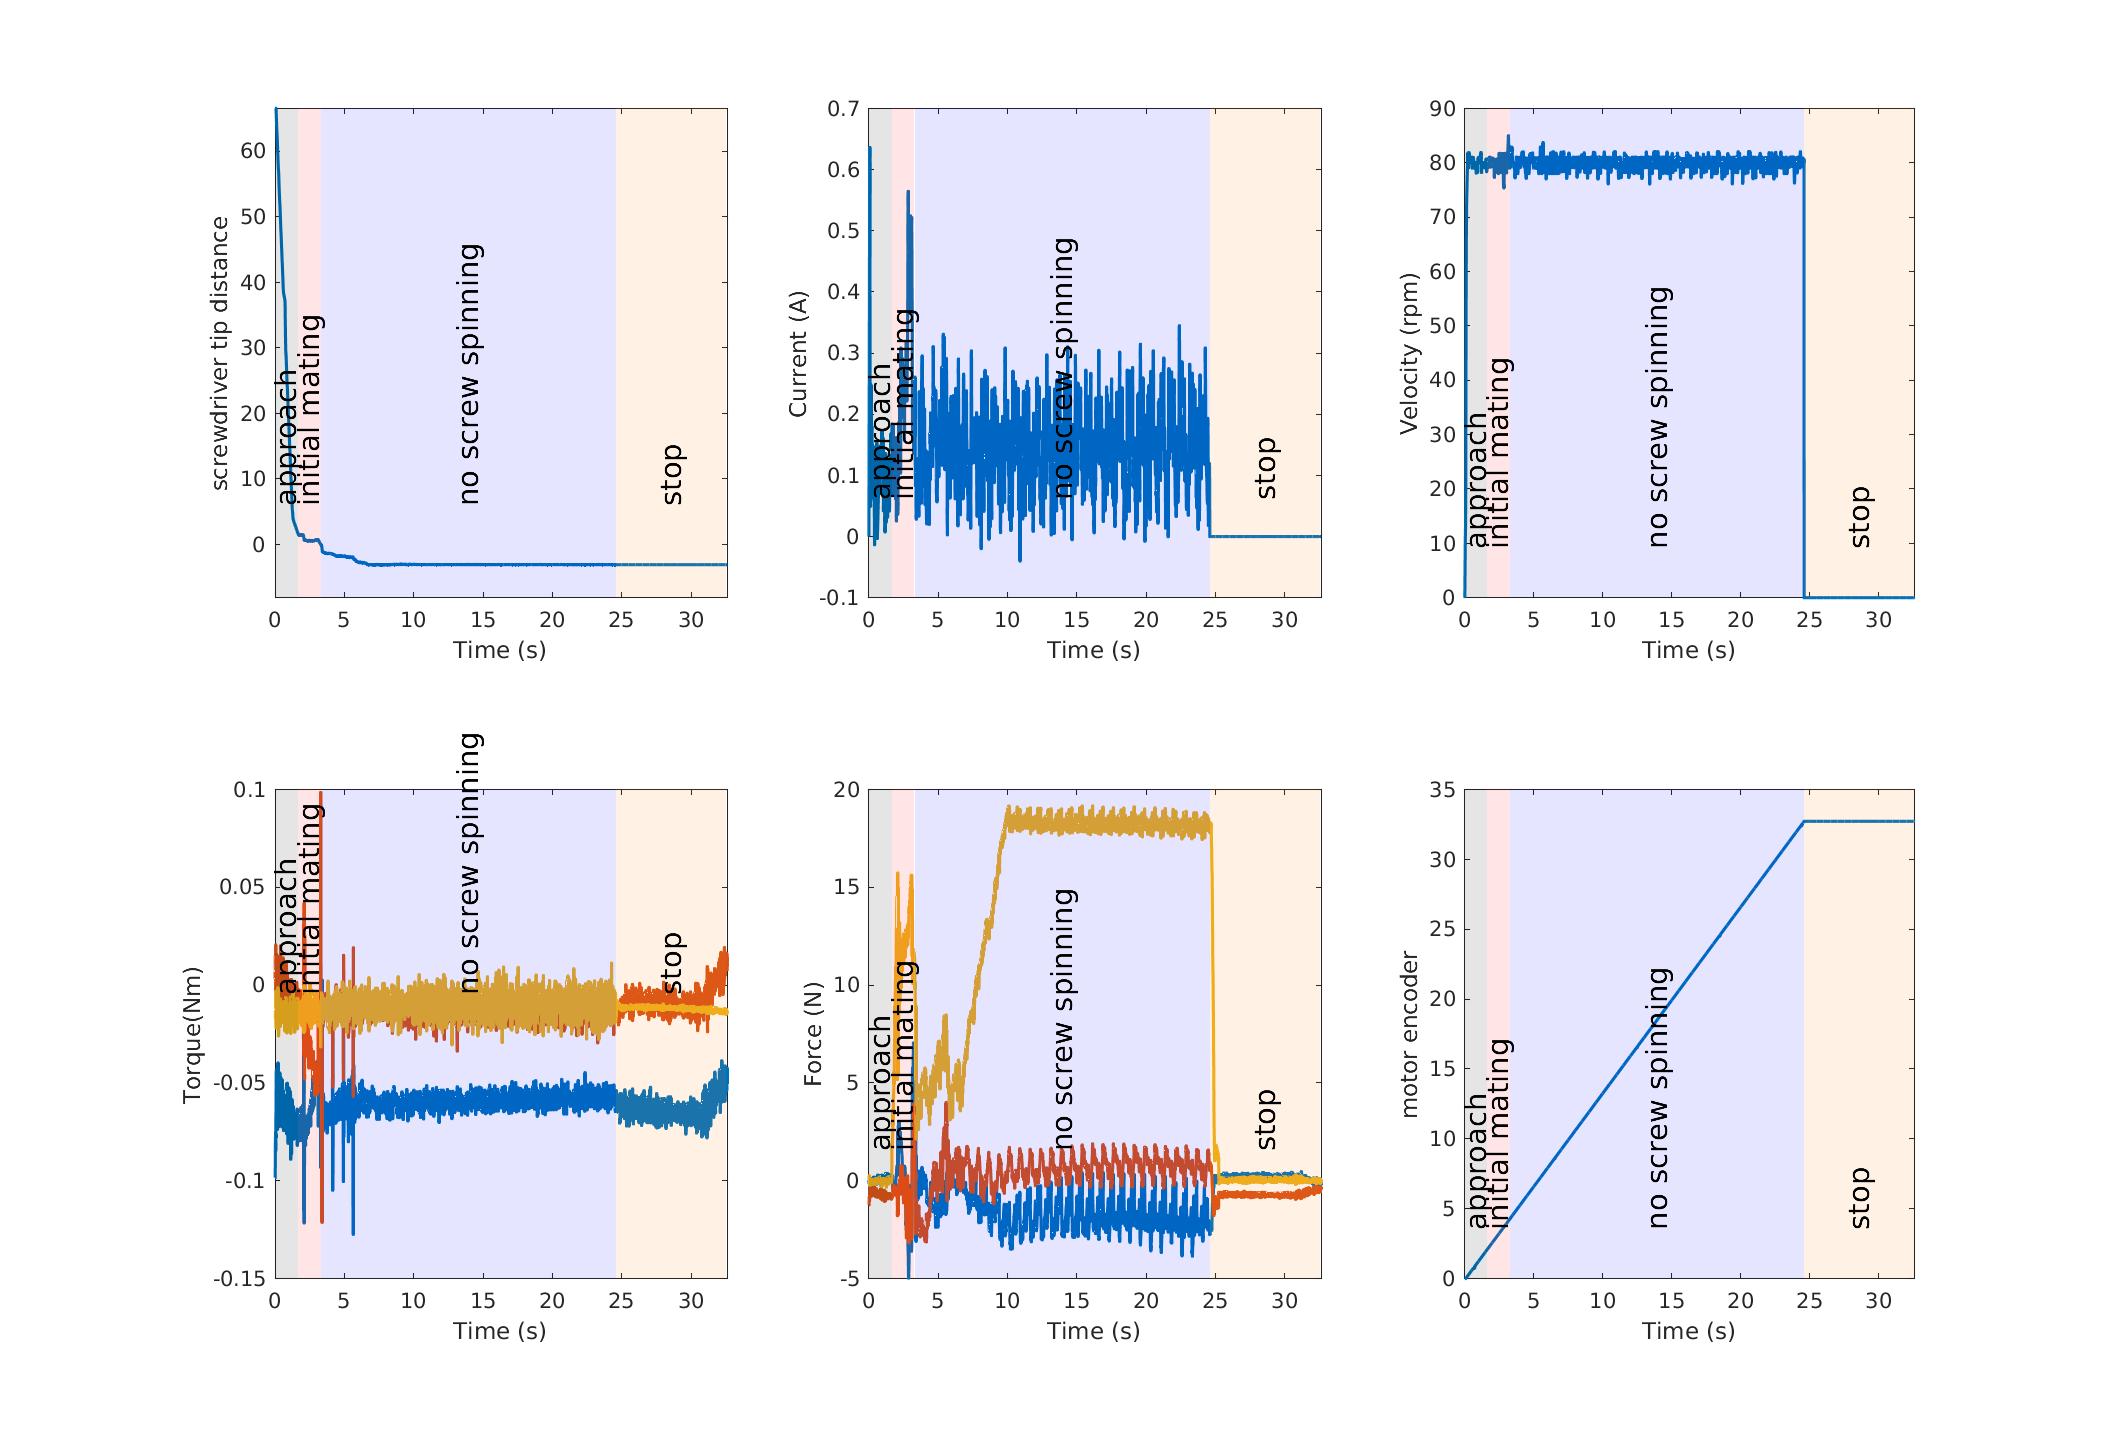 screwdriver tip distance
60
50
40
30
20
10
0
0 5 10 15 20 25 30
Time (s)
approach
initial mating
no screw spinning
stop
Current (A)
0.7
0.6
0.5
0.4
0.3
0.2
0.1
0
-0.1
0 5 10 15 20 25 30
Time (s)
approach
initial mating
no screw spinning
stop
Velocity (rpm)
90
80
70
60
50
40
30
20
10
0
0 5 10 15 20 25 30
Time (s)
approach
initial mating
no screw spinning
stop
Torque(Nm)
0.1
0.05
0
-0.05
-0.1
-0.15
0 5 10 15 20 25 30
Time (s)
approach
initial mating
no screw spinning
stop
Force (N)
20
15
10
5
0
-5
0 5 10 15 20 25 30
Time (s)
approach
initial mating
no screw spinning
stop
motor encoder
35
30
25
20
15
10
5
0
0 5 10 15 20 25 30
Time (s)
approach
initial mating
no screw spinning
stop